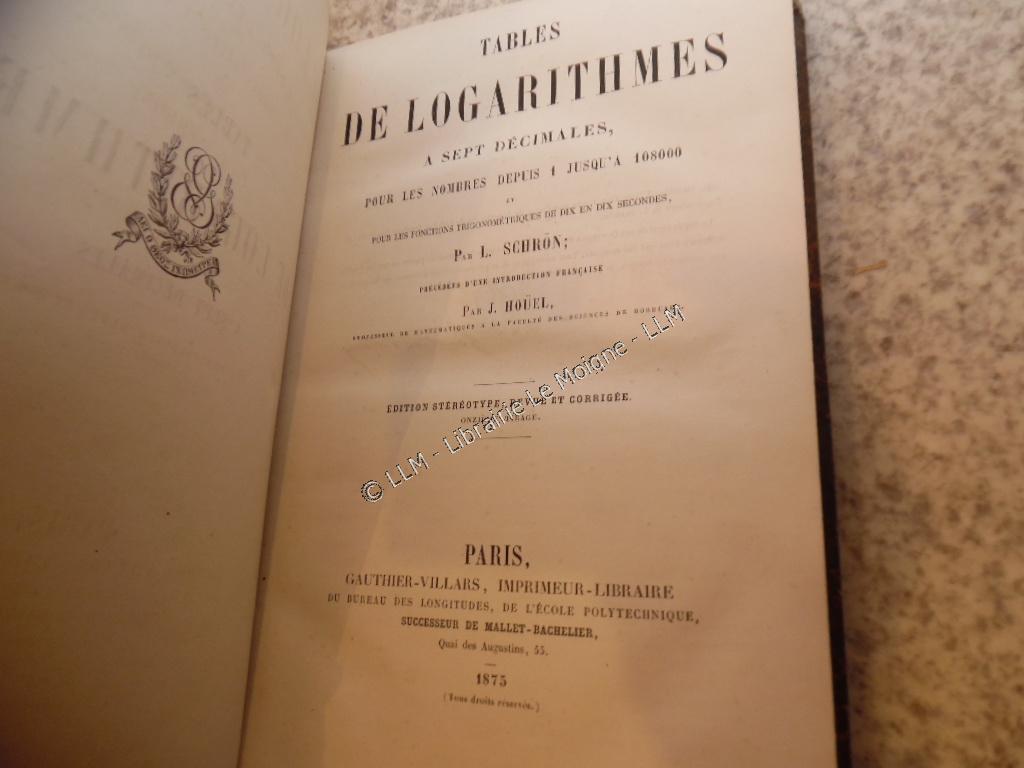 TABLES
DE LOGARITHMES
A SEPT DÉCIMALES,
POUR LES NOMBRES DEPUIS 1 JUSQU'A 108000
ET
POUR LES FONCTIONS TRIGONOMÉTRIQUES DE DIX EN DIX SECONDES,
PAR L. SCHRÖN;
PRÉCÉDÉES D'UNE INTRODUCTION FRANÇAISE
PAR J. HOÜEL,
PROFESSEUR DE MATHÉMATIQUES A LA FACULTÉ DES SCIENCES DE BORDEAUX
ÉDITION STÉRÉOTYPE, REVUE ET CORRIGÉE.
© LLM - Librairie Le Moigne - LLM
PARIS,
GAUTHIER-VILLARS, IMPRIMEUR-LIBRAIRE
DU BUREAU DES LONGITUDES, DE L'ÉCOLE POLYTECHNIQUE,
SUCCESSEUR DE MALLET-BACHELIER,
Quai des Augustins, 55.
1875
(Tous droits réservés.)